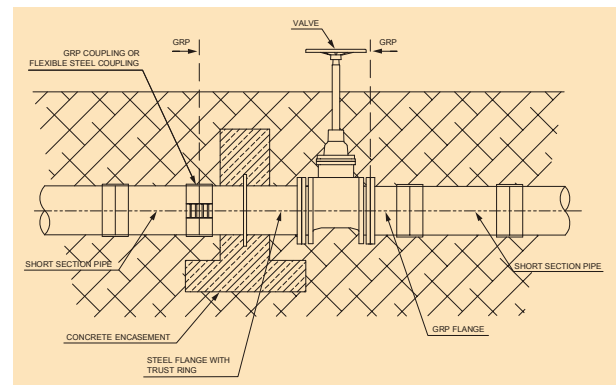 VALVE
GRP
GRP
GRP COUPLING OR
FLEXIBLE STEEL COUPLING
SHORT SECTION PIPE
SHORT SECTION PIPE
GRP FLANGE
CONCRETE ENCASEMENT
STEEL FLANGE WITH
TRUST RING